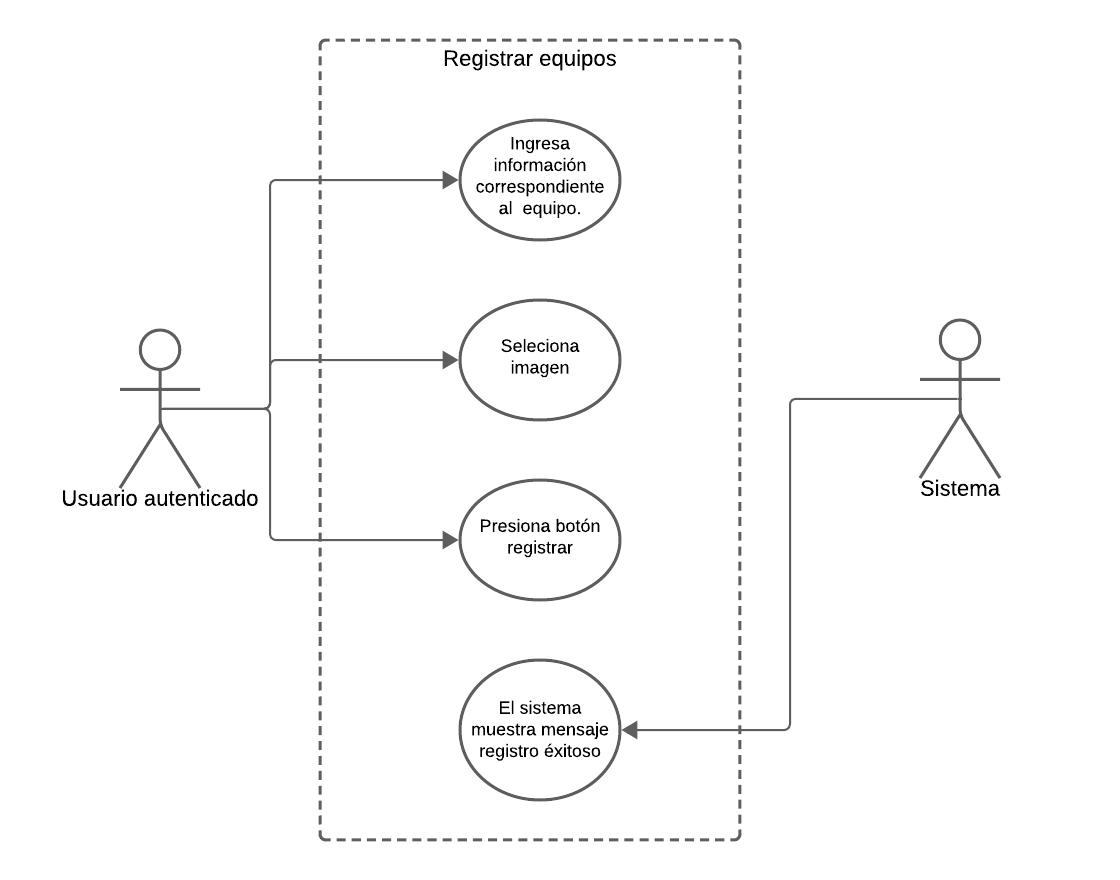 Registrar equipos
Ingresa
información
correspondiente
al  equipo.
Seleciona
imagen
Usuario autenticado
Sistema
Presiona botón
registrar
El sistema
muestra mensaje
registro éxitoso